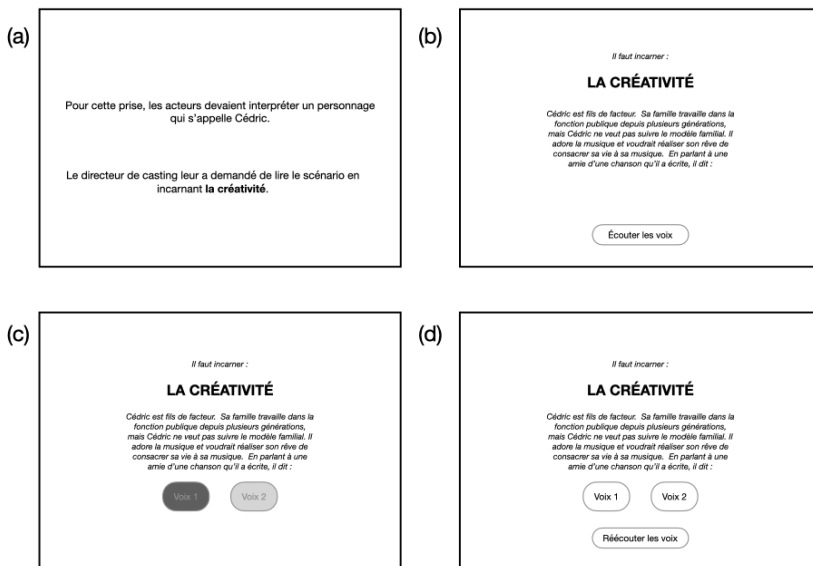 (a)
Pour cette prise, les acteurs devaient interpréter un personnage
qui s'appelle Cédric.
Le directeur de casting leur a demandé de lire le scénario en
incarnant la créativité.
(b)
Il faut incarner :
LA CRÉATIVITÉ
Cédric est fils de facteur. Sa famille travaille dans la
fonction publique depuis plusieurs générations,
mais Cédric ne veut pas suivre le modèle familial. Il
adore la musique et voudrait réaliser son rêve de
consacrer sa vie à sa musique. En parlant à une
amie d'une chanson qu'il a écrite, il dit :
Écouter les voix
(c)
Il faut incarner :
LA CRÉATIVITÉ
Cédric est fils de facteur. Sa famille travaille dans la
fonction publique depuis plusieurs générations,
mais Cédric ne veut pas suivre le modèle familial. Il
adore la musique et voudrait réaliser son rêve de
consacrer sa vie à sa musique. En parlant à une
amie d'une chanson qu'il a écrite, il dit :
Voix 1 Voix 2
(d)
Il faut incarner :
LA CRÉATIVITÉ
Cédric est fils de facteur. Sa famille travaille dans la
fonction publique depuis plusieurs générations,
mais Cédric ne veut pas suivre le modèle familial. Il
adore la musique et voudrait réaliser son rêve de
consacrer sa vie à sa musique. En parlant à une
amie d'une chanson qu'il a écrite, il dit :
Voix 1 Voix 2
Réécouter les voix